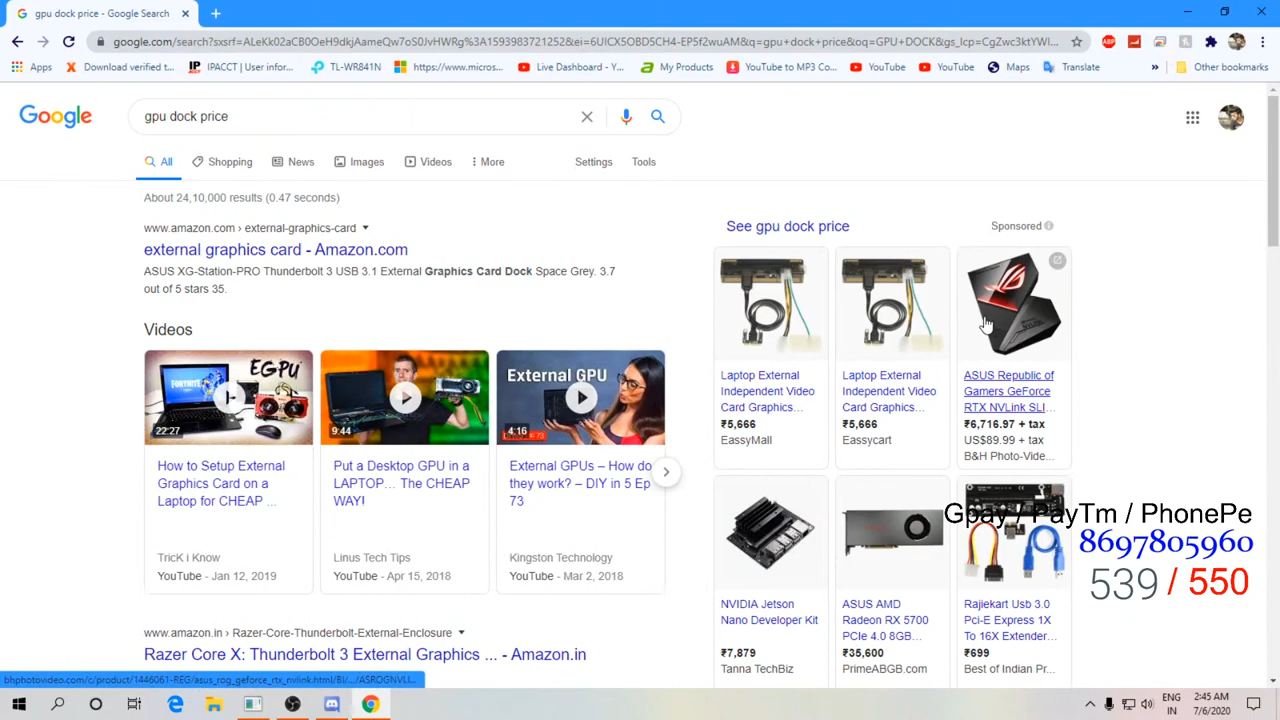 gpu dock price - Google Search
google.com/search?sxsrf=ALeKk02aCB0OeH9dkjAameQw7oS0JvHWRg%3A1593983721252&ei=6UICX5OBD5CH4-EP5f2wuAM&q=gpu+dock+price&oq=GPU+DOCK&gs_lcp=CgZwc3ktYWI...
Apps
Download verified t...
IPACCT | User infor...
TL-WR841N
https://www.micros...
Live Dashboard - Y...
My Products
YouTube to MP3 Co...
YouTube
YouTube
Maps
Translate
»
Other bookmarks
Google
gpu dock price
All
Shopping
News
Images
Videos
More
Settings
Tools
About 24,10,000 results (0.47 seconds)
www.amazon.com › external-graphics-card
external graphics card - Amazon.com
ASUS XG-Station-PRO Thunderbolt 3 USB 3.1 External Graphics Card Dock Space Grey. 3.7
out of 5 stars 35.
Videos
EGPU
FORTNITE
22:27
How to Setup External
Graphics Card on a
Laptop for CHEAP ...
TricK i Know
YouTube - Jan 12, 2019
9:44
Put a Desktop GPU in a
LAPTOP... The CHEAP
WAY!
Linus Tech Tips
YouTube - Apr 15, 2018
External GPU
4:16
External GPUs – How do
they work? – DIY in 5 Ep
73
Kingston Technology
YouTube - Mar 2, 2018
www.amazon.in › Razer-Core-Thunderbolt-External-Enclosure
Razer Core X: Thunderbolt 3 External Graphics ... - Amazon.in
See gpu dock price
Sponsored
Laptop External
Independent Video
Card Graphics...
₹5,666
EassyMall
Laptop External
Independent Video
Card Graphics...
₹5,666
Eassycart
ASUS Republic of
Gamers GeForce
RTX NVLink SLI...
₹6,716.97 + tax
US$89.99 + tax
B&H Photo-Vide...
NVIDIA Jetson
Nano Developer Kit
₹7,879
Tanna TechBiz
ASUS AMD
Radeon RX 5700
PCIe 4.0 8GB...
₹35,600
PrimeABGB.com
Rajiekart Usb 3.0
Pci-E Express 1X
To 16X Extender...
₹699
Best of Indian Pr...
Gpay / PayTm / PhonePe
8697805960
539 / 550
bhphotovideo.com/c/product/1446061-REG/asus_rog_geforce_rtx_nvlink.html/BI/.../ASROGNVLI...
ENG
IN
2:45 AM
7/6/2020